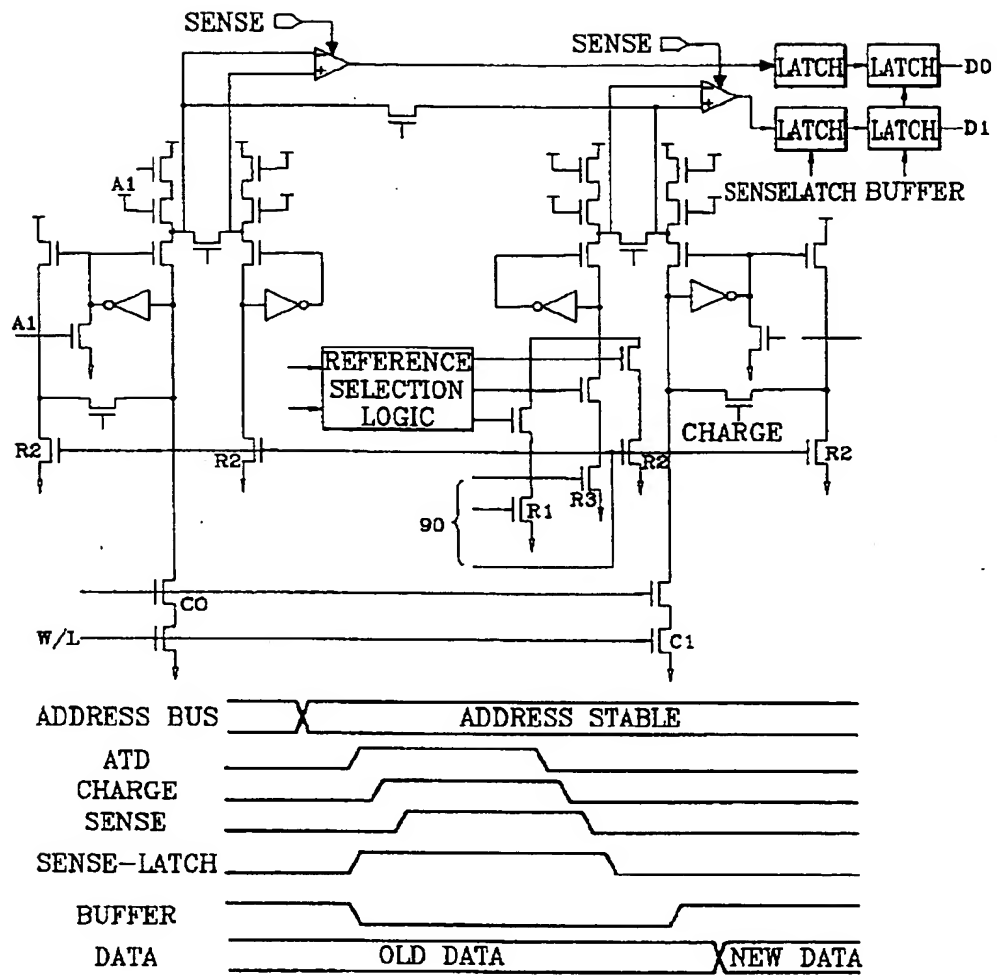 SENSE
SENSE
LATCH LATCH D0
LATCH LATCH D1
SENSELATCH BUFFER
A1
A1
REFERENCE
SELECTION
LOGIC
CHARGE
R2
R2
R2
R2
R3
R1
90
C0
W/L
C1
ADDRESS BUS
ADDRESS STABLE
ATD
CHARGE
SENSE
SENSE-LATCH
BUFFER
DATA
OLD DATA
NEW DATA